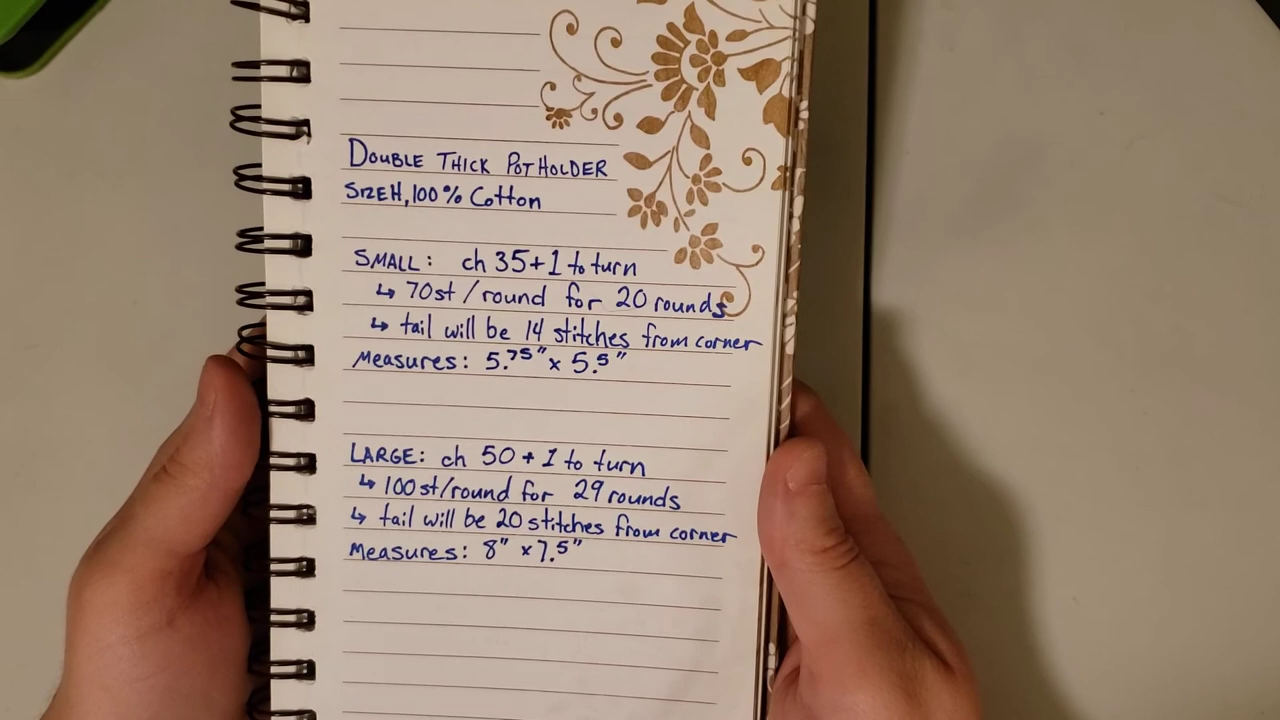 DOUBLE THICK POT HOLDER
SIZE H, 100% Cotton
SMALL: ch 35+1 to turn
↳ 70st/round for 20 rounds
↳ tail will be 14 stitches from corner
Measures: 5.75" x 5.5"
LARGE: ch 50 + 1 to turn
↳ 100st/round for 29 rounds
↳ tail will be 20 stitches from corner
Measures: 8" x 7.5"